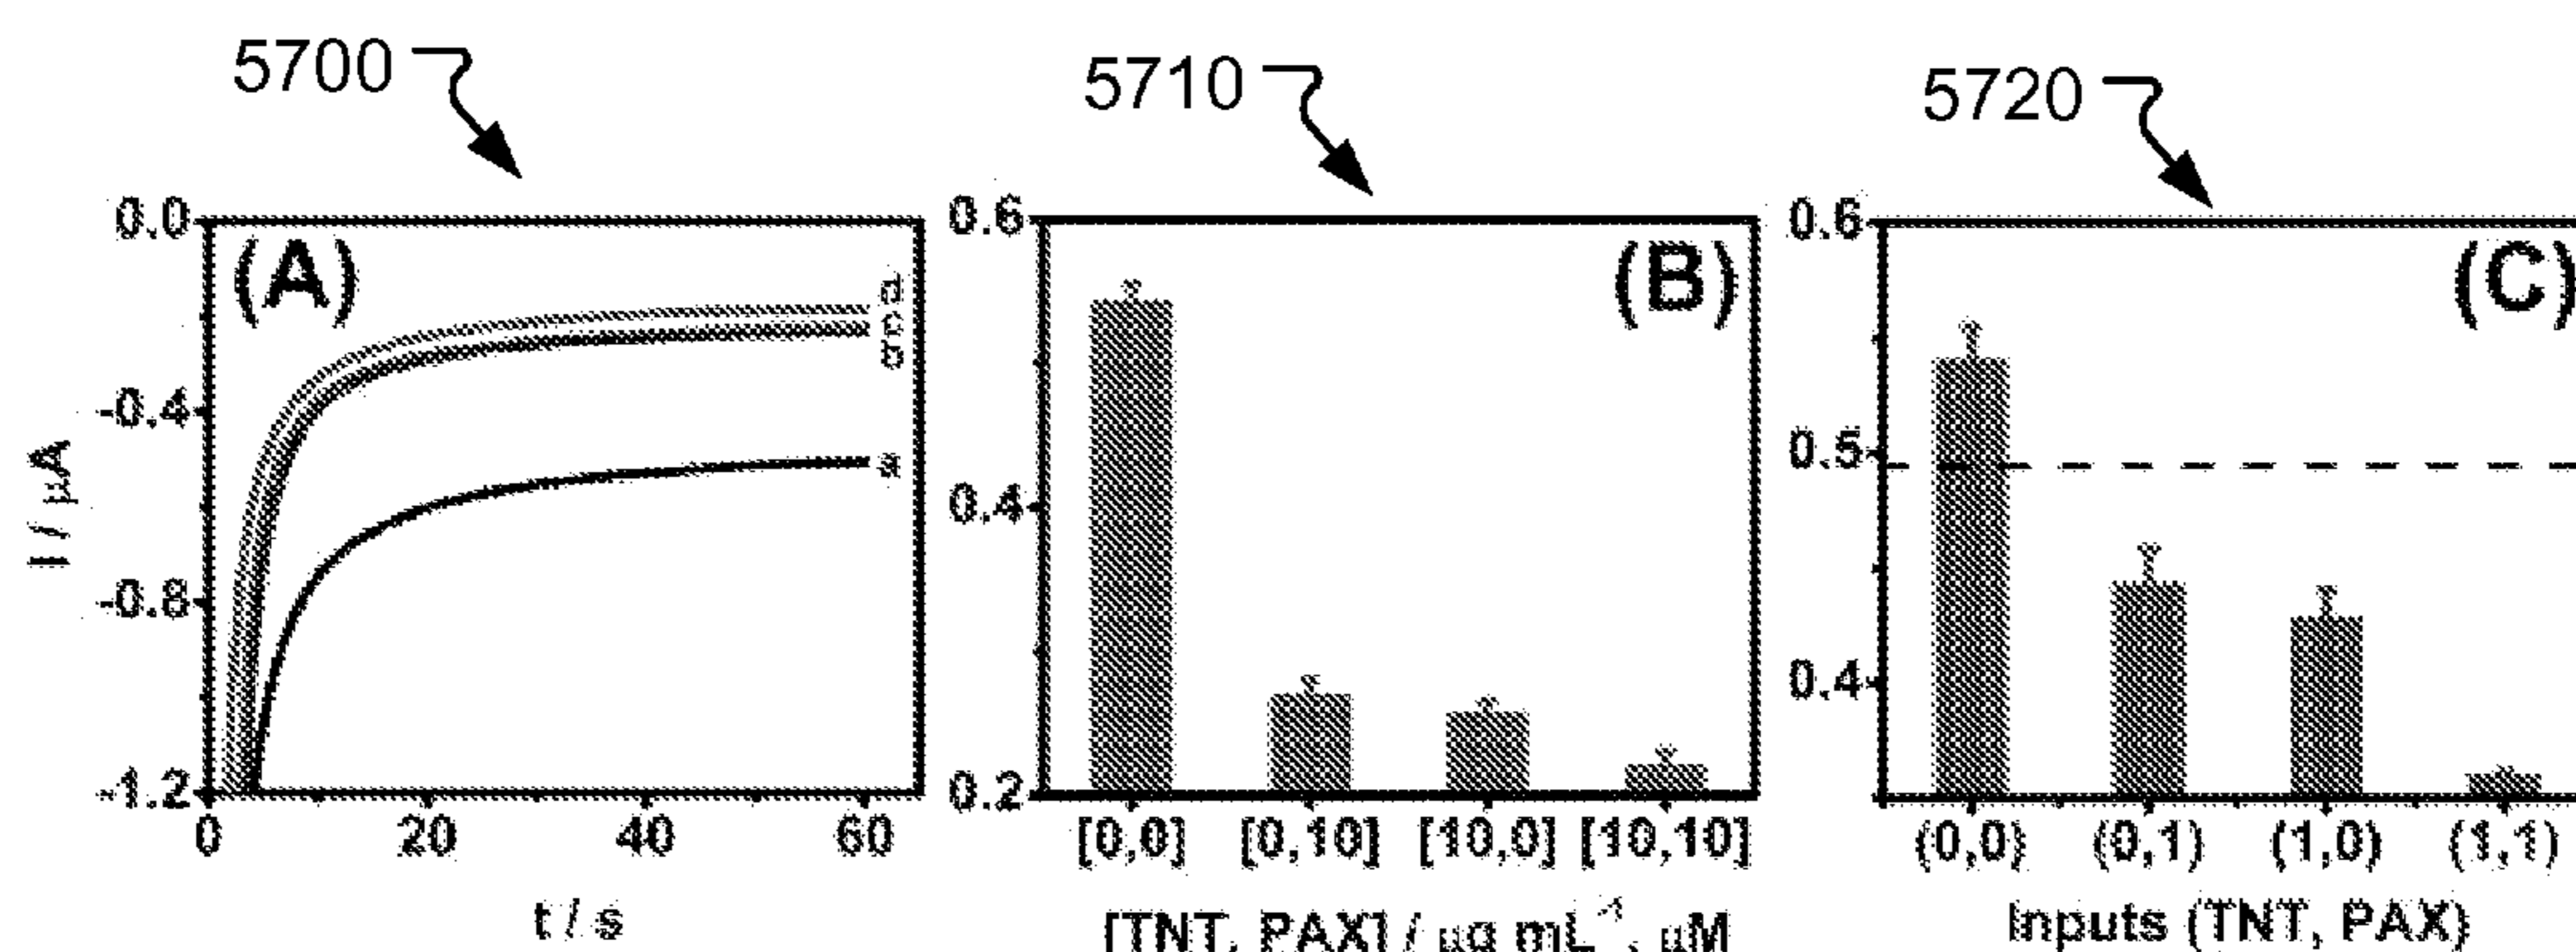 5700
5710
5720
(A)
0.0
-0.4
-0.8
-1.2
I / μA
d
c
b
a
0
20
40
60
t / s
(B)
0.6
0.4
0.2
[0,0] [0,10] [10,0] [10,10]
[TNT, PAX] / μg mL⁻¹, μM
(C)
0.6
0.5
0.4
(0,0) (0,1) (1,0) (1,1)
Inputs (TNT, PAX)